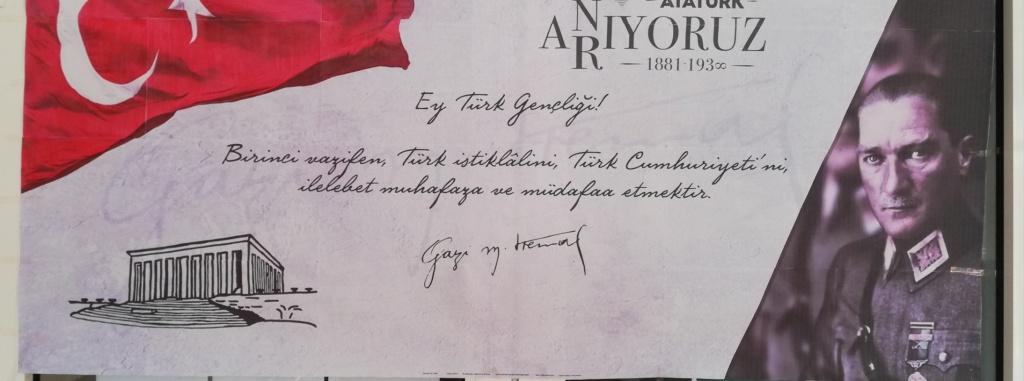 ATATÜRK
ANIYORUZ
R
1881-193∞
Ey Türk Gençliği!
Birinci vazifen, Türk istiklâlini, Türk Cumhuriyeti'ni,
ilelebet muhafaza ve müdafaa etmektir.
Gazi M. Kemal